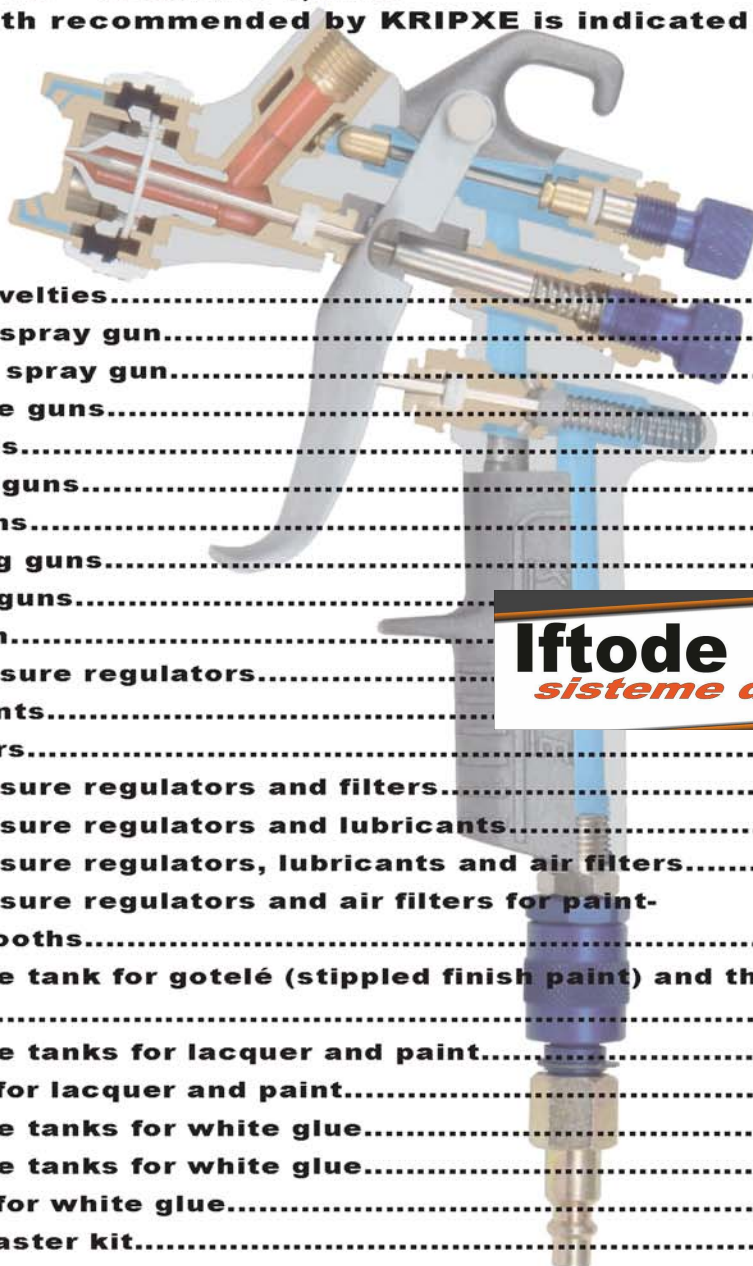 th recommended by KRIPXE is indicated
velties..........
spray gun..........
spray gun..........
e guns..........
s..........
guns..........
ns..........
g guns..........
guns..........
n..........
Iftode
sisteme
sure regulators..........
nts..........
rs..........
sure regulators and filters..........
sure regulators and lubricants..........
sure regulators, lubricants and air filters..........
sure regulators and air filters for paint-
ooths..........
e tank for gotelé (stippled finish paint) and th
..........
e tanks for lacquer and paint..........
for lacquer and paint..........
e tanks for white glue..........
e tanks for white glue..........
for white glue..........
aster kit..........